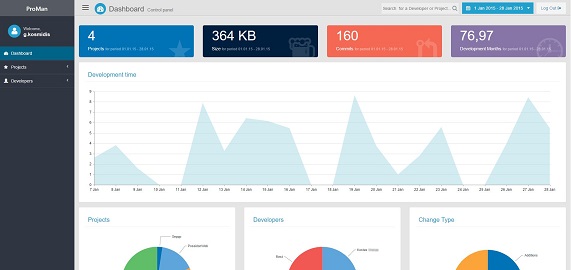 ProMan
Dashboard Control panel
Search for a Developer or Project..
1 Jan 2015 - 28 Jan 2015
Log Out
Welcome,
g.kosmidis
Dashboard
Projects
Developers
4
Projects for period 01.01.15 - 28.01.15
364 KB
Size for period 01.01.15 - 28.01.15
160
Commits for period 01.01.15 - 28.01.15
76,97
Development Months for period 01.01.15 - 28.01.15
Development time
9
8
7
6
5
4
3
2
1
0
7 Jan 8 Jan 9 Jan 10 Jan 11 Jan 12 Jan 13 Jan 14 Jan 15 Jan 16 Jan 17 Jan 18 Jan 19 Jan 20 Jan 21 Jan 22 Jan 23 Jan 24 Jan 25 Jan 26 Jan 27 Jan 28 Jan
Projects
Developers
Change Type
Additions